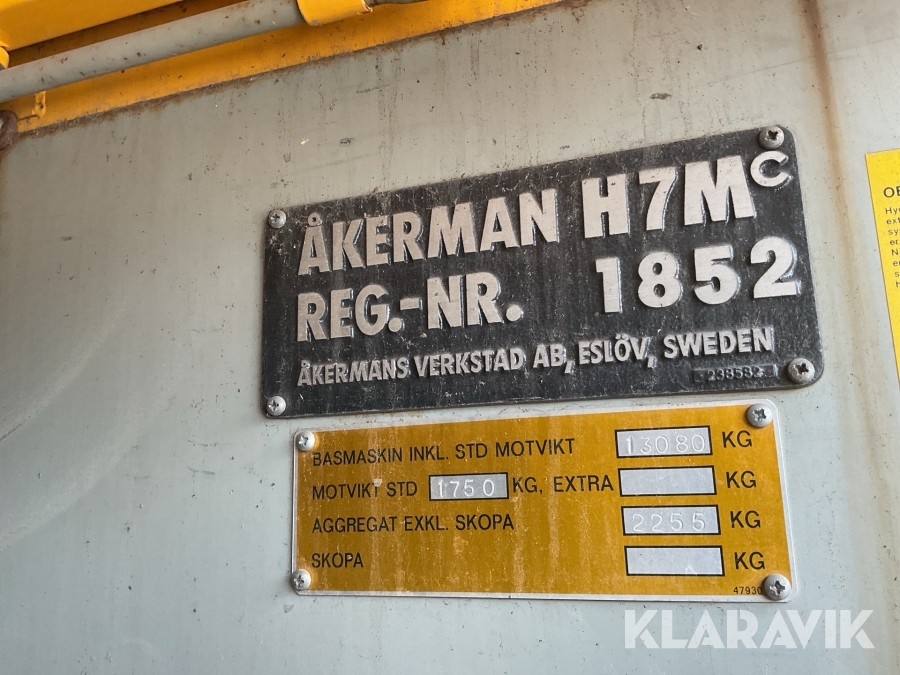 ÅKERMAN H7MC
REG.-NR. 1852
ÅKERMANS VERKSTAD AB, ESLÖV, SWEDEN
238582
BASMASKIN INKL. STD MOTVIKT 13080 KG
MOTVIKT STD 1750 KG, EXTRA KG
AGGREGAT EXKL. SKOPA 2255 KG
SKOPA KG
47930
KLARAVIK